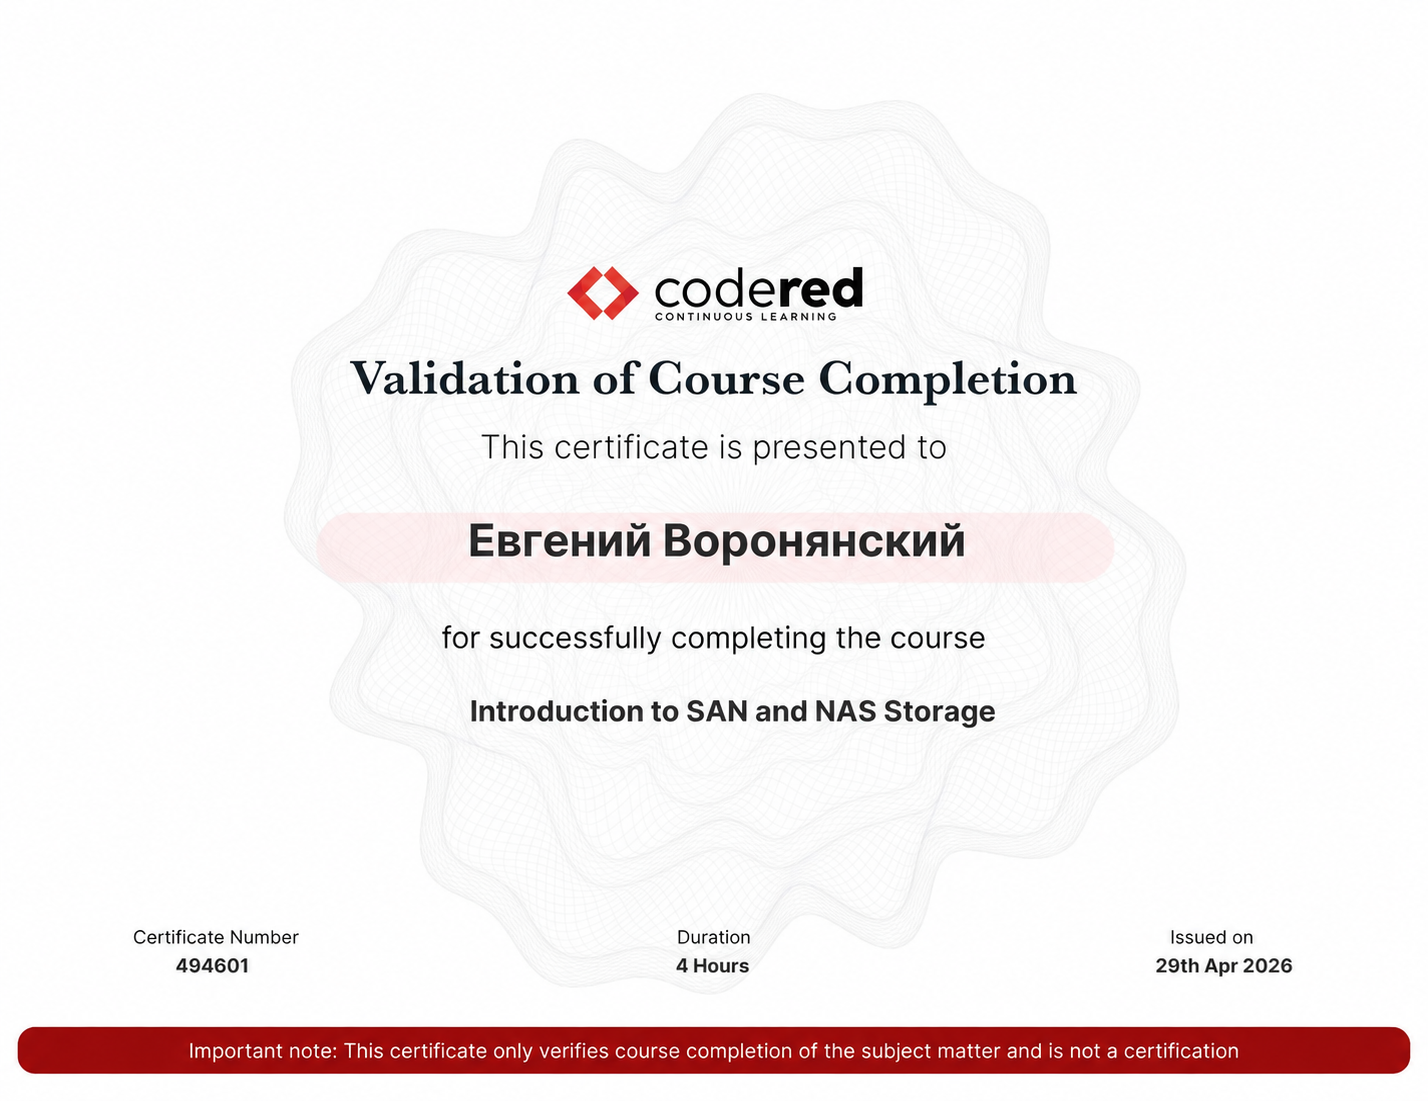 codered
CONTINUOUS LEARNING
Validation of Course Completion
This certificate is presented to
Евгений Воронянский
for successfully completing the course
Introduction to SAN and NAS Storage
Certificate Number
494601
Duration
4 Hours
Issued on
29th Apr 2026
Important note: This certificate only verifies course completion of the subject matter and is not a certification